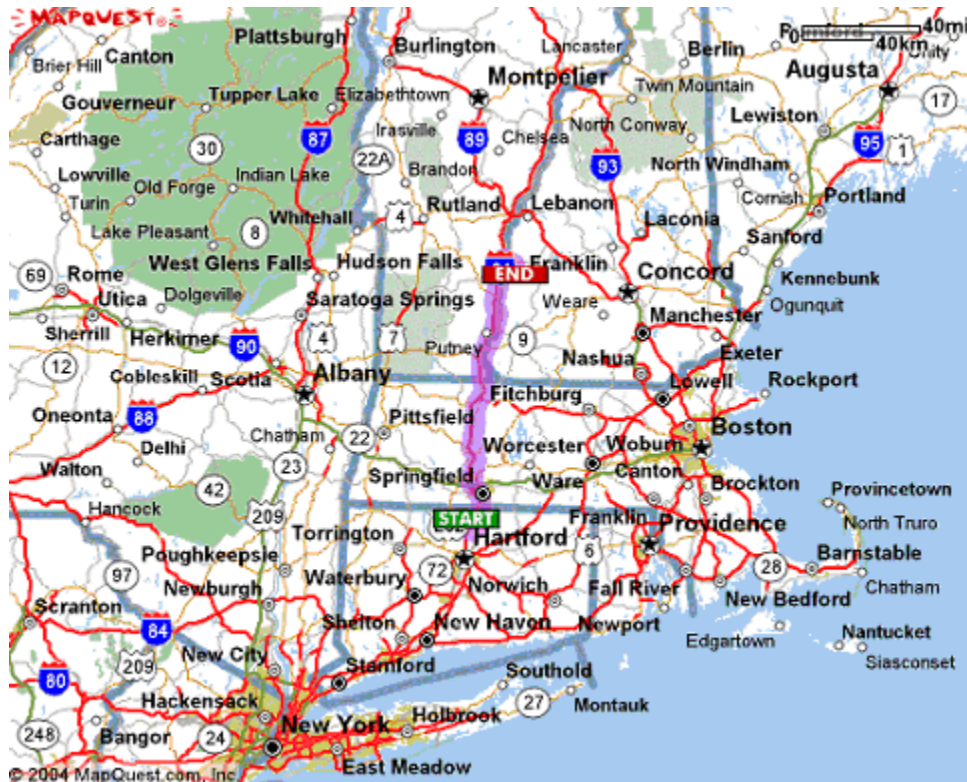 MAPQUEST®
Plattsburgh
Burlington
Lancaster
Berlin
40mi
0
40km
Canton
Brier Hill
Montpelier
Augusta
Gouverneur
Tupper Lake
Elizabethtown
Twin Mountain
17
Carthage
87
Irasville
89
Chelsea
North Conway
Lewiston
95
1
30
22A
Brandon
93
North Windham
Lowville
Old Forge
Indian Lake
Cornish
Portland
Turin
Whitehall
4
Rutland
Lebanon
Laconia
Lake Pleasant
8
Sanford
69
Rome
West Glens Falls
Hudson Falls
END
Franklin
Concord
Kennebunk
Utica
Dolgeville
Saratoga Springs
Weare
Ogunquit
Sherrill
Herkimer
90
4
7
Putney
9
Manchester
12
Nashua
Exeter
Cobleskill
Scotia
Albany
Fitchburg
Lowell
Rockport
Oneonta
88
Pittsfield
Boston
Delhi
Chatham
22
Worcester
Woburn
Walton
23
Springfield
Ware
Canton
Brockton
42
Hancock
209
START
Franklin
Providence
Provincetown
North Truro
Torrington
Hartford
6
Poughkeepsie
28
Barnstable
97
Newburgh
Waterbury
72
Norwich
Fall River
Chatham
Scranton
New Bedford
84
Shelton
New Haven
Newport
Edgartown
Nantucket
209
New City
Stamford
Southold
Siasconset
80
Hackensack
27
Montauk
248
Bangor
24
New York
Holbrook
East Meadow
© 2004 MapQuest.com, Inc.